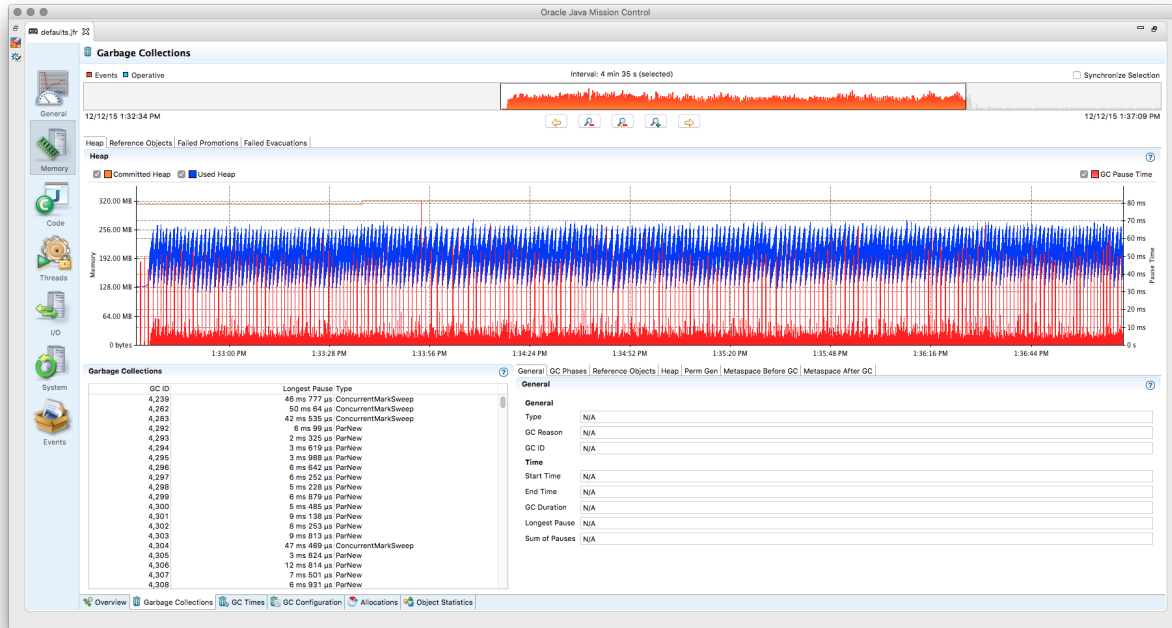 Oracle Java Mission Control
defaults.jfr
Garbage Collections
Events Operative Interval: 4 min 35 s (selected) Synchronize Selection
12/12/15 1:32:34 PM 12/12/15 1:37:09 PM
General
Memory
Code
Threads
I/O
System
Events
Heap Reference Objects Failed Promotions Failed Evacuations
Heap
Committed Heap Used Heap GC Pause Time
320.00 MB
256.00 MB
192.00 MB
128.00 MB
64.00 MB
0 bytes
Memory
80 ms
70 ms
60 ms
50 ms
40 ms
30 ms
20 ms
10 ms
0 s
Pause Time
1:33:00 PM 1:33:28 PM 1:33:56 PM 1:34:24 PM 1:34:52 PM 1:35:20 PM 1:35:48 PM 1:36:16 PM 1:36:44 PM
Garbage Collections
GC ID Longest Pause Type
4,239 46 ms 777 µs ConcurrentMarkSweep
4,262 50 ms 64 µs ConcurrentMarkSweep
4,283 42 ms 535 µs ConcurrentMarkSweep
4,292 6 ms 99 µs ParNew
4,293 2 ms 325 µs ParNew
4,294 3 ms 619 µs ParNew
4,295 3 ms 988 µs ParNew
4,296 6 ms 642 µs ParNew
4,297 6 ms 252 µs ParNew
4,298 5 ms 228 µs ParNew
4,299 6 ms 879 µs ParNew
4,300 5 ms 485 µs ParNew
4,301 9 ms 138 µs ParNew
4,302 8 ms 253 µs ParNew
4,303 9 ms 813 µs ParNew
4,304 47 ms 469 µs ConcurrentMarkSweep
4,305 3 ms 824 µs ParNew
4,306 12 ms 814 µs ParNew
4,307 7 ms 501 µs ParNew
4,308 6 ms 931 µs ParNew
General GC Phases Reference Objects Heap Perm Gen Metaspace Before GC Metaspace After GC
General
General
Type N/A
GC Reason N/A
GC ID N/A
Time
Start Time N/A
End Time N/A
GC Duration N/A
Longest Pause N/A
Sum of Pauses N/A
Overview Garbage Collections GC Times GC Configuration Allocations Object Statistics